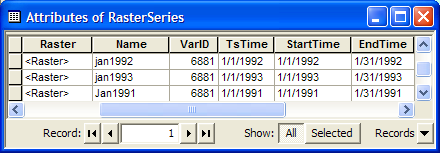 Attributes of RasterSeries
Raster Name VarID TsTime StartTime EndTime
<Raster> jan1992 6881 1/1/1992 1/1/1992 1/31/1992
<Raster> jan1993 6881 1/1/1993 1/1/1993 1/31/1993
<Raster> Jan1991 6881 1/1/1991 1/1/1991 1/31/1991
Record: 1 Show: All Selected Records